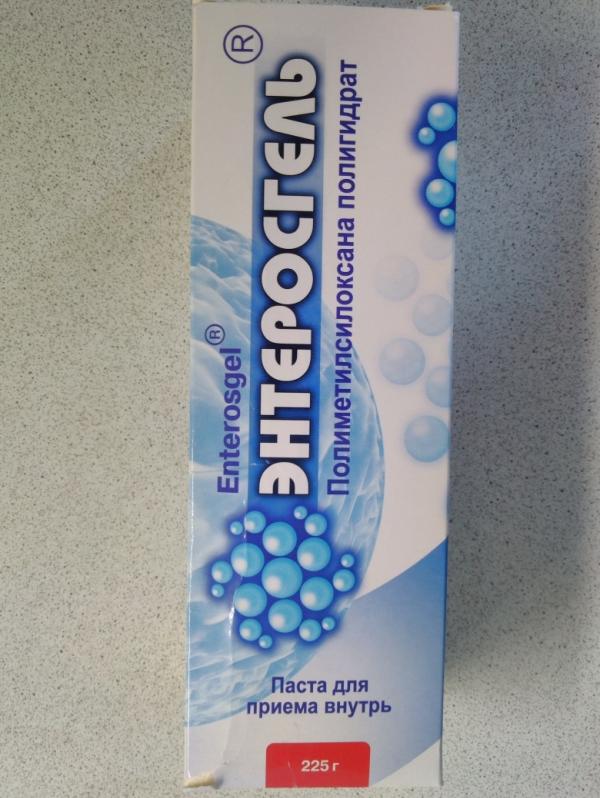 Enterosgel®
ЭНТЕРОСГЕЛЬ®
Полиметилсилоксана полигидрат
Паста для
приема внутрь
225 г